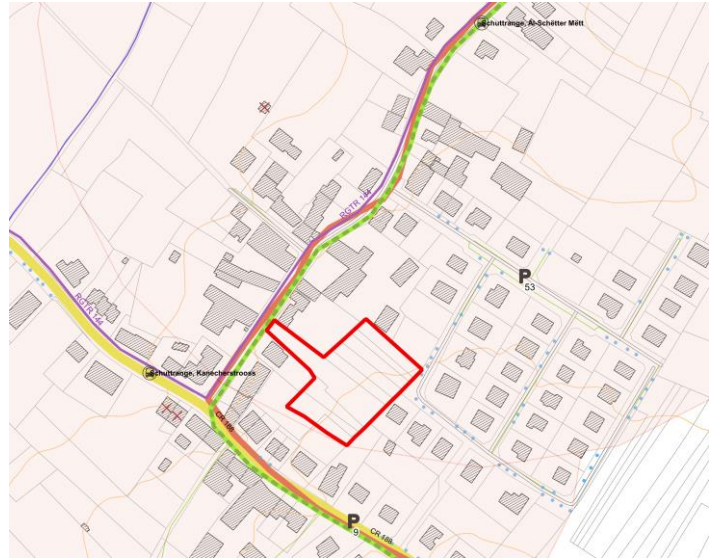 Schuttrange, Al-Schëtter Mëtt
RGTR 144
P
53
RGTR 144
Schuttrange, Kanecherstrooss
CR 188
P
9
CR 188